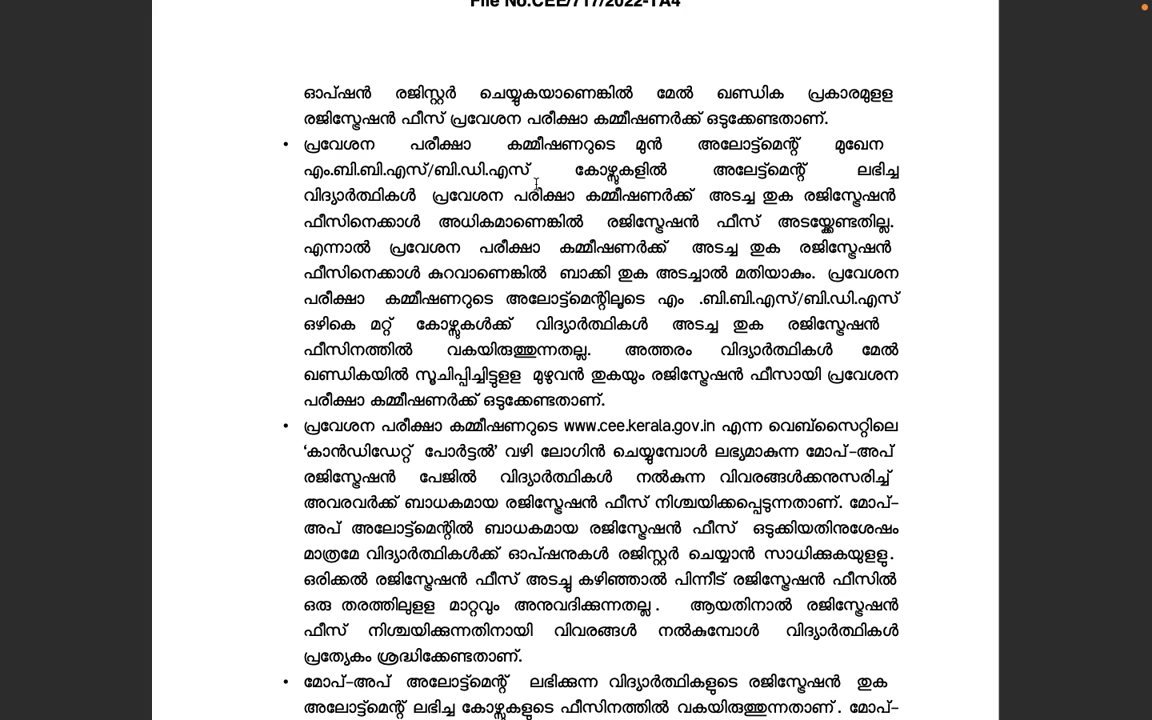 File No.CEE/717/2022-TA4
ഓപ്ഷൻ രജിസ്റ്റർ ചെയ്യുകയാണെങ്കിൽ മേൽ ഖണ്ഡിക പ്രകാരമുളള
രജിസ്ട്രേഷൻ ഫീസ് പ്രവേശന പരീക്ഷാ കമ്മീഷണർക്ക് ഒടുക്കേണ്ടതാണ്.
• പ്രവേശന പരീക്ഷാ കമ്മീഷണറുടെ മുൻ അലോട്ട്മെന്റ് മുഖേന
എം.ബി.ബി.എസ്/ബി.ഡി.എസ് കോഴ്സുകളിൽ അലേട്ട്മെന്റ് ലഭിച്ച
വിദ്യാർത്ഥികൾ പ്രവേശന പരീക്ഷാ കമ്മീഷണർക്ക് അടച്ച തുക രജിസ്ട്രേഷൻ
ഫീസിനെക്കാൾ അധികമാണെങ്കിൽ രജിസ്ട്രേഷൻ ഫീസ് അടയ്ക്കേണ്ടതില്ല.
എന്നാൽ പ്രവേശന പരീക്ഷാ കമ്മീഷണർക്ക് അടച്ച തുക രജിസ്ട്രേഷൻ
ഫീസിനെക്കാൾ കുറവാണെങ്കിൽ ബാക്കി തുക അടച്ചാൽ മതിയാകും. പ്രവേശന
പരീക്ഷാ കമ്മീഷണറുടെ അലോട്ട്മെന്റിലൂടെ എം .ബി.ബി.എസ്/ബി.ഡി.എസ്
ഒഴികെ മറ്റ് കോഴ്സുകൾക്ക് വിദ്യാർത്ഥികൾ അടച്ച തുക രജിസ്ട്രേഷൻ
ഫീസിനത്തിൽ വകയിരുത്തുന്നതല്ല. അത്തരം വിദ്യാർത്ഥികൾ മേൽ
ഖണ്ഡികയിൽ സൂചിപ്പിച്ചിട്ടുളള മുഴുവൻ തുകയും രജിസ്ട്രേഷൻ ഫീസായി പ്രവേശന
പരീക്ഷാ കമ്മീഷണർക്ക് ഒടുക്കേണ്ടതാണ്.
• പ്രവേശന പരീക്ഷാ കമ്മീഷണറുടെ www.cee.kerala.gov.in എന്ന വെബ്സൈറ്റിലെ
‘കാൻഡിഡേറ്റ് പോർട്ടൽ’ വഴി ലോഗിൻ ചെയ്യുമ്പോൾ ലഭ്യമാകുന്ന മോപ്-അപ്
രജിസ്ട്രേഷൻ പേജിൽ വിദ്യാർത്ഥികൾ നൽകുന്ന വിവരങ്ങൾക്കനുസരിച്ച്
അവരവർക്ക് ബാധകമായ രജിസ്ട്രേഷൻ ഫീസ് നിശ്ചയിക്കപ്പെടുന്നതാണ്. മോപ്-
അപ് അലോട്ട്മെന്റിൽ ബാധകമായ രജിസ്ട്രേഷൻ ഫീസ് ഒടുക്കിയതിനുശേഷം
മാത്രമേ വിദ്യാർത്ഥികൾക്ക് ഓപ്ഷനുകൾ രജിസ്റ്റർ ചെയ്യാൻ സാധിക്കുകയുളളു.
ഒരിക്കൽ രജിസ്ട്രേഷൻ ഫീസ് അടച്ചു കഴിഞ്ഞാൽ പിന്നീട് രജിസ്ട്രേഷൻ ഫീസിൽ
ഒരു തരത്തിലുളള മാറ്റവും അനുവദിക്കുന്നതല്ല . ആയതിനാൽ രജിസ്ട്രേഷൻ
ഫീസ് നിശ്ചയിക്കുന്നതിനായി വിവരങ്ങൾ നൽകുമ്പോൾ വിദ്യാർത്ഥികൾ
പ്രത്യേകം ശ്രദ്ധിക്കേണ്ടതാണ്.
• മോപ്-അപ് അലോട്ട്മെന്റ് ലഭിക്കുന്ന വിദ്യാർത്ഥികളുടെ രജിസ്ട്രേഷൻ തുക
അലോട്ട്മെന്റ് ലഭിച്ച കോഴ്സുകളുടെ ഫീസിനത്തിൽ വകയിരുത്തുന്നതാണ്. മോപ്-